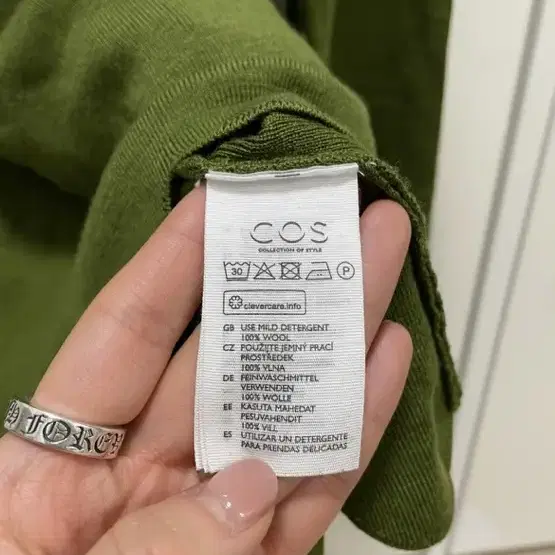 COS
COLLECTION OF STYLE
30
P
clevercare.info
GB USE MILD DETERGENT
100% WOOL
CZ POUŽIJTE JEMNÝ PRACÍ
PROSTŘEDEK
100% VLNA
DE FEINWASCHMITTEL
VERWENDEN
100% WOLLE
EE KASUTA MAHEDAT
PESUVAHENDIT
100% VILL
ES UTILIZAR UN DETERGENTE
PARA PRENDAS DELICADAS
FORE